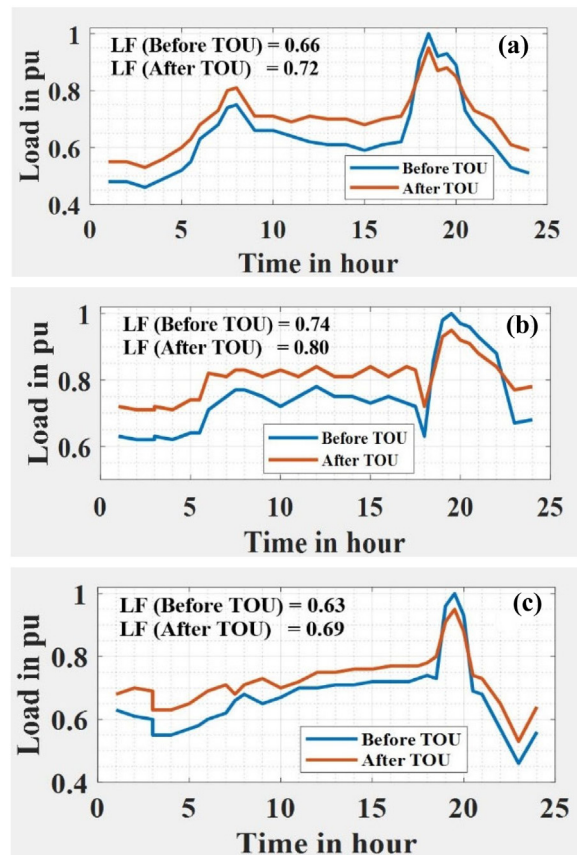 (a)
LF (Before TOU) = 0.66
LF (After TOU) = 0.72
Load in pu
1
0.8
0.6
0.4
Before TOU
After TOU
0 5 10 15 20 25
Time in hour
(b)
LF (Before TOU) = 0.74
LF (After TOU) = 0.80
Load in pu
1
0.8
0.6
Before TOU
After TOU
0 5 10 15 20 25
Time in hour
(c)
LF (Before TOU) = 0.63
LF (After TOU) = 0.69
Load in pu
1
0.8
0.6
0.4
Before TOU
After TOU
0 5 10 15 20 25
Time in hour